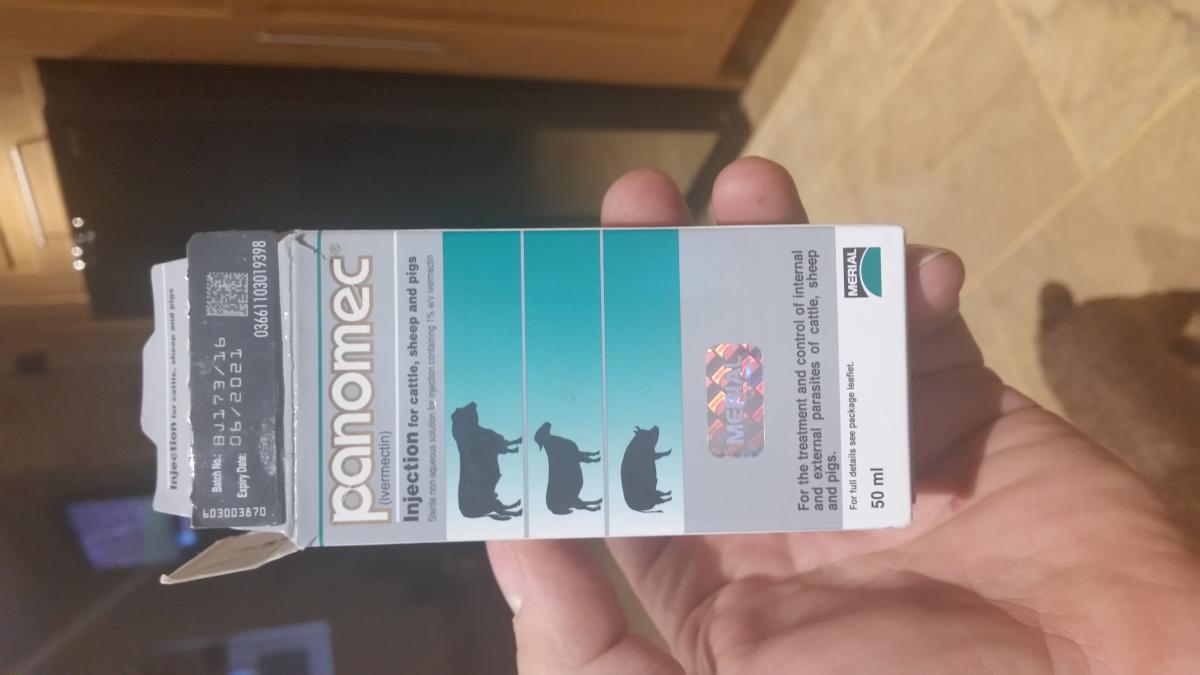 Injection for cattle, sheep and pigs
603003870
Batch No.: BJ173/16
Expiry Date: 06/2021
03661103019398
panomec®
(ivermectin)
Injection for cattle, sheep and pigs
Sterile non-aqueous solution for injection containing 1% w/v ivermectin
MERIAL
For the treatment and control of internal
and external parasites of cattle, sheep
and pigs.
For full details see package leaflet.
50 ml
MERIAL